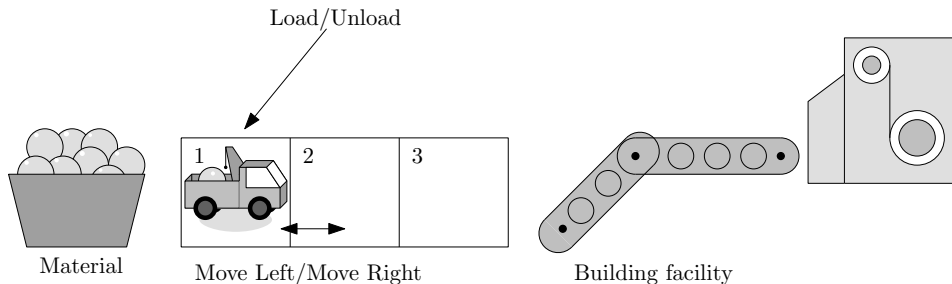 Load/Unload
1
2
3
Material
Move Left/Move Right
Building facility